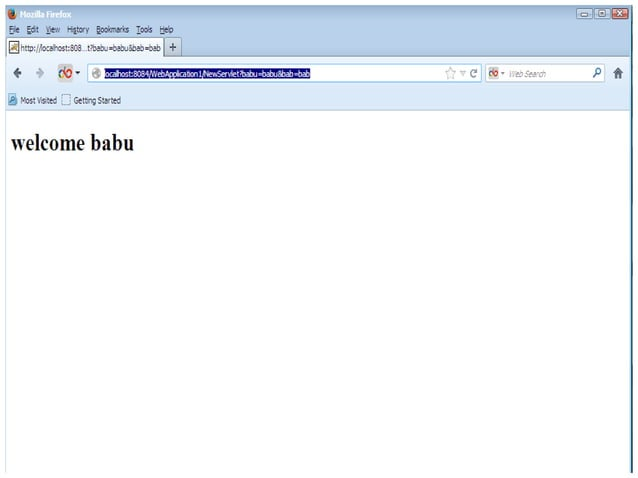 Mozilla Firefox
File Edit View History Bookmarks Tools Help
http://localhost:808...t?babu=babu&bab=bab +
localhost:8084/WebApplication1/NewServlet?babu=babu&bab=bab Web Search
Most Visited Getting Started
welcome babu